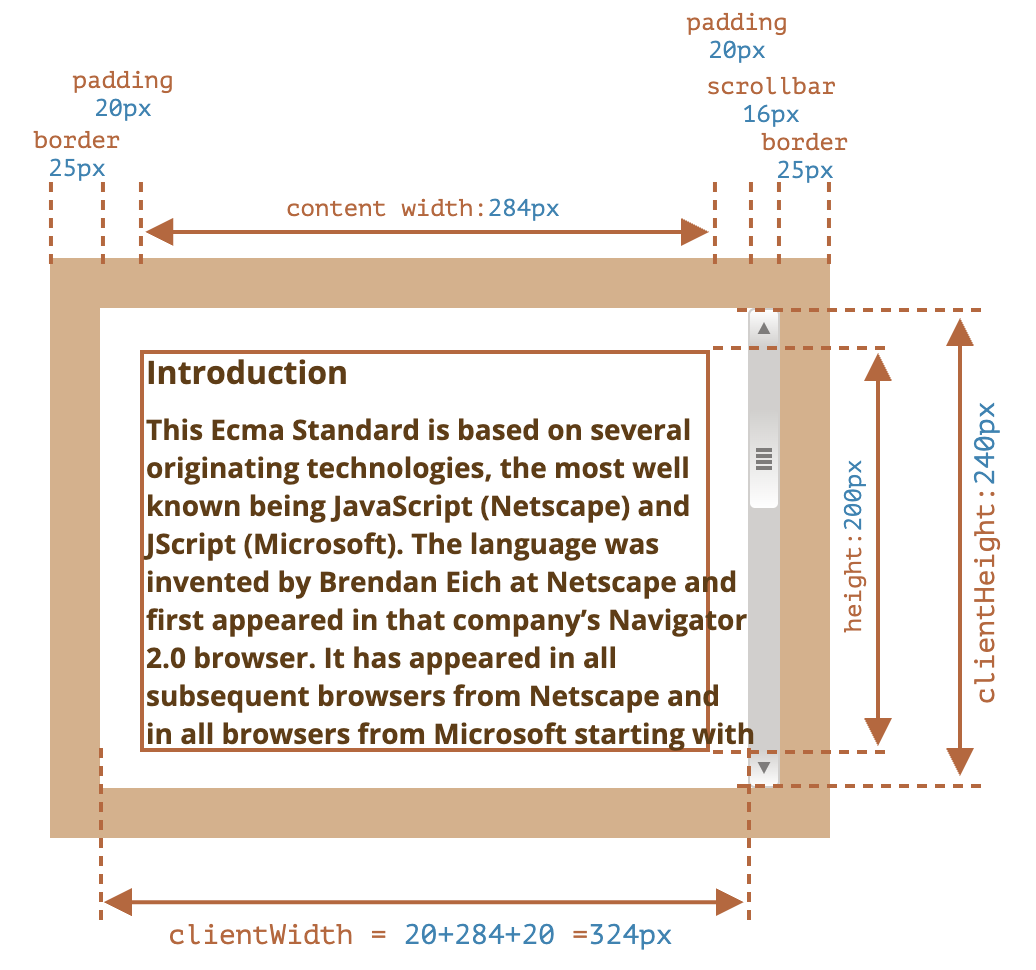 padding
20px
padding
20px
scrollbar
16px
border
25px
border
25px
content width:284px
Introduction
This Ecma Standard is based on several
originating technologies, the most well
known being JavaScript (Netscape) and
JScript (Microsoft). The language was
invented by Brendan Eich at Netscape and
first appeared in that company’s Navigator
2.0 browser. It has appeared in all
subsequent browsers from Netscape and
in all browsers from Microsoft starting with
height:200px
clientHeight:240px
clientWidth = 20+284+20 =324px